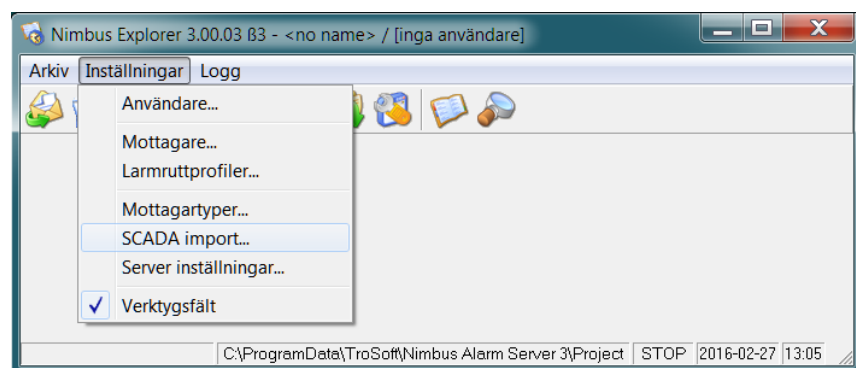 Nimbus Explorer 3.00.03 ß3 - <no name> / [inga användare]
Arkiv Inställningar Logg
Användare...
Mottagare...
Larmruttprofiler...
Mottagartyper...
SCADA import...
Server inställningar...
Verktygsfält
C:\ProgramData\TroSoft\Nimbus Alarm Server 3\Project STOP 2016-02-27 13:05